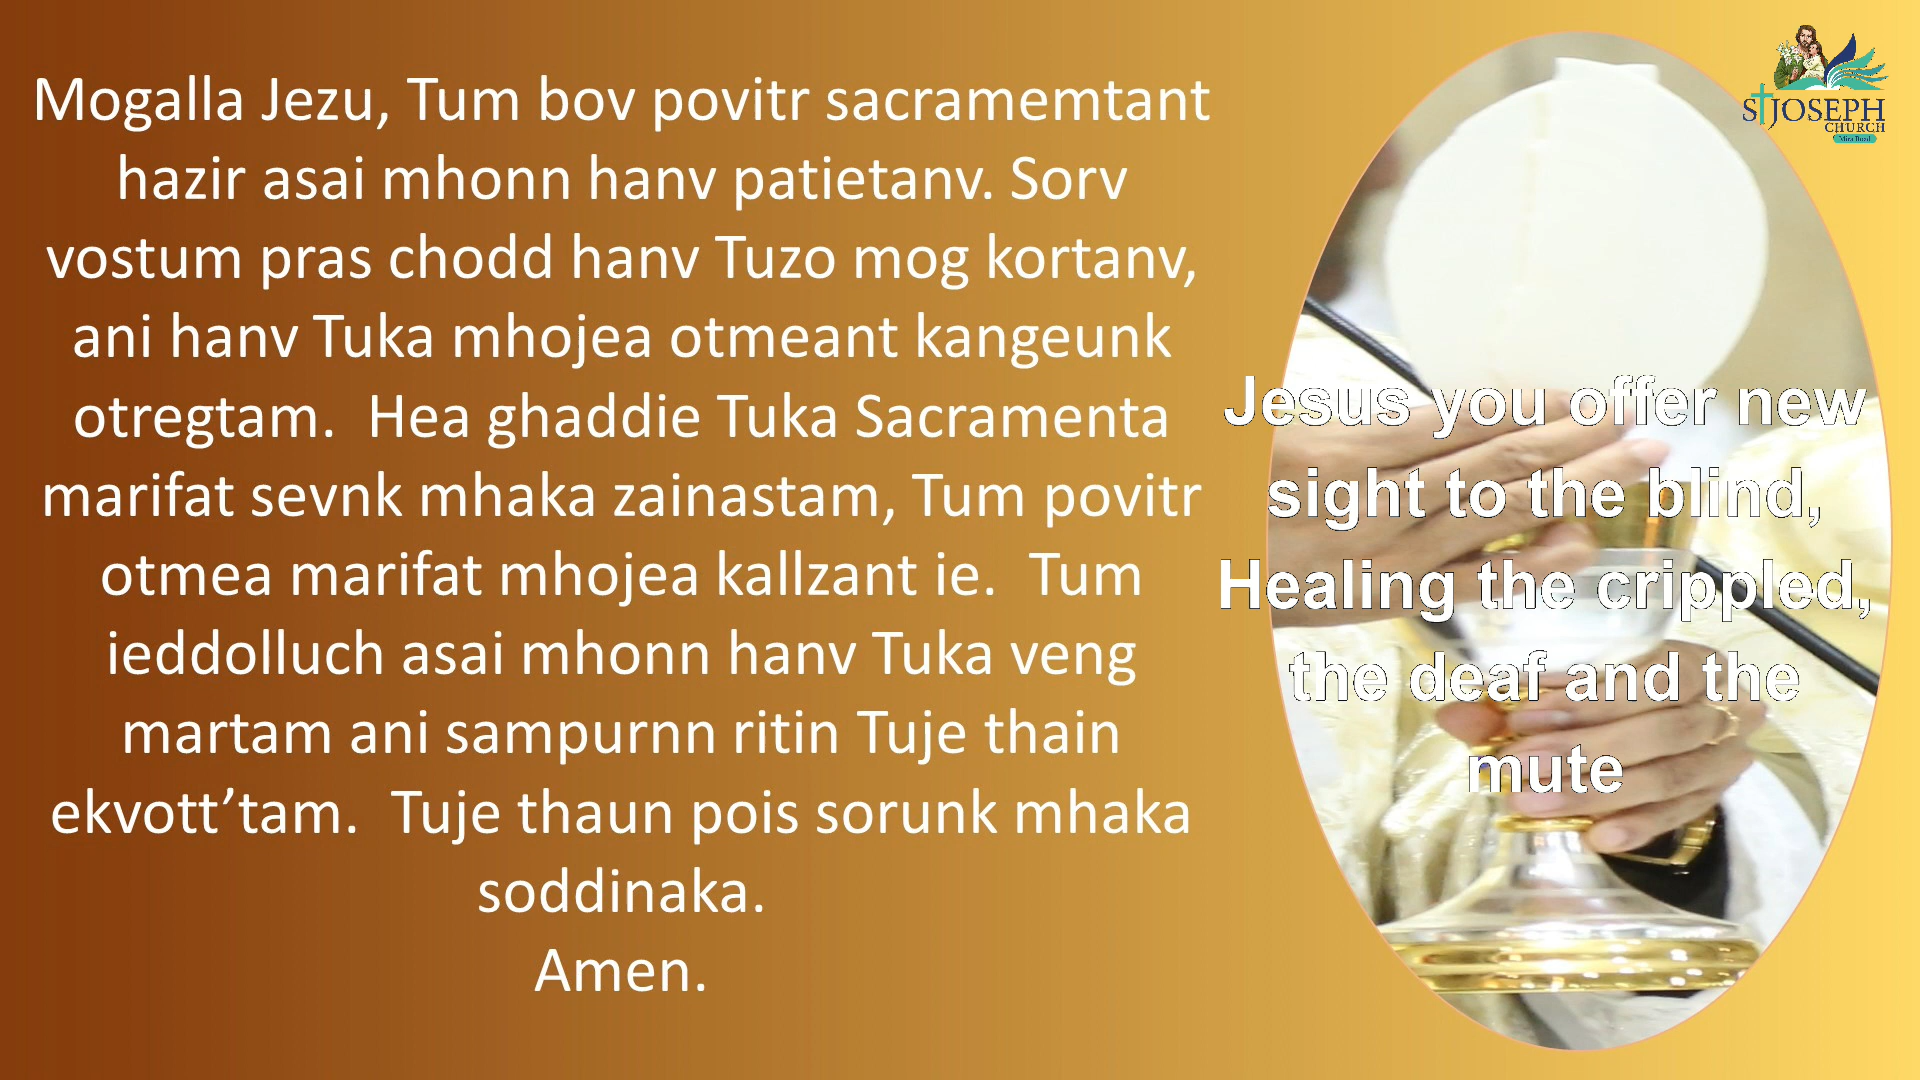 Mogalla Jezu, Tum bov povitr sacramemtant
hazir asai mhonn hanv patietanv. Sorv
vostum pras chodd hanv Tuzo mog kortanv,
ani hanv Tuka mhojea otmeant kangeunk
otregtam.  Hea ghaddie Tuka Sacramenta
marifat sevnk mhaka zainastam, Tum povitr
otmea marifat mhojea kallzant ie.  Tum
ieddolluch asai mhonn hanv Tuka veng
martam ani sampurnn ritin Tuje thain
ekvott’tam.  Tuje thaun pois sorunk mhaka
soddinaka.
Amen.
Jesus you offer new
sight to the blind,
Healing the crippled,
the deaf and the
mute
ST JOSEPH
CHURCH
Mira Road